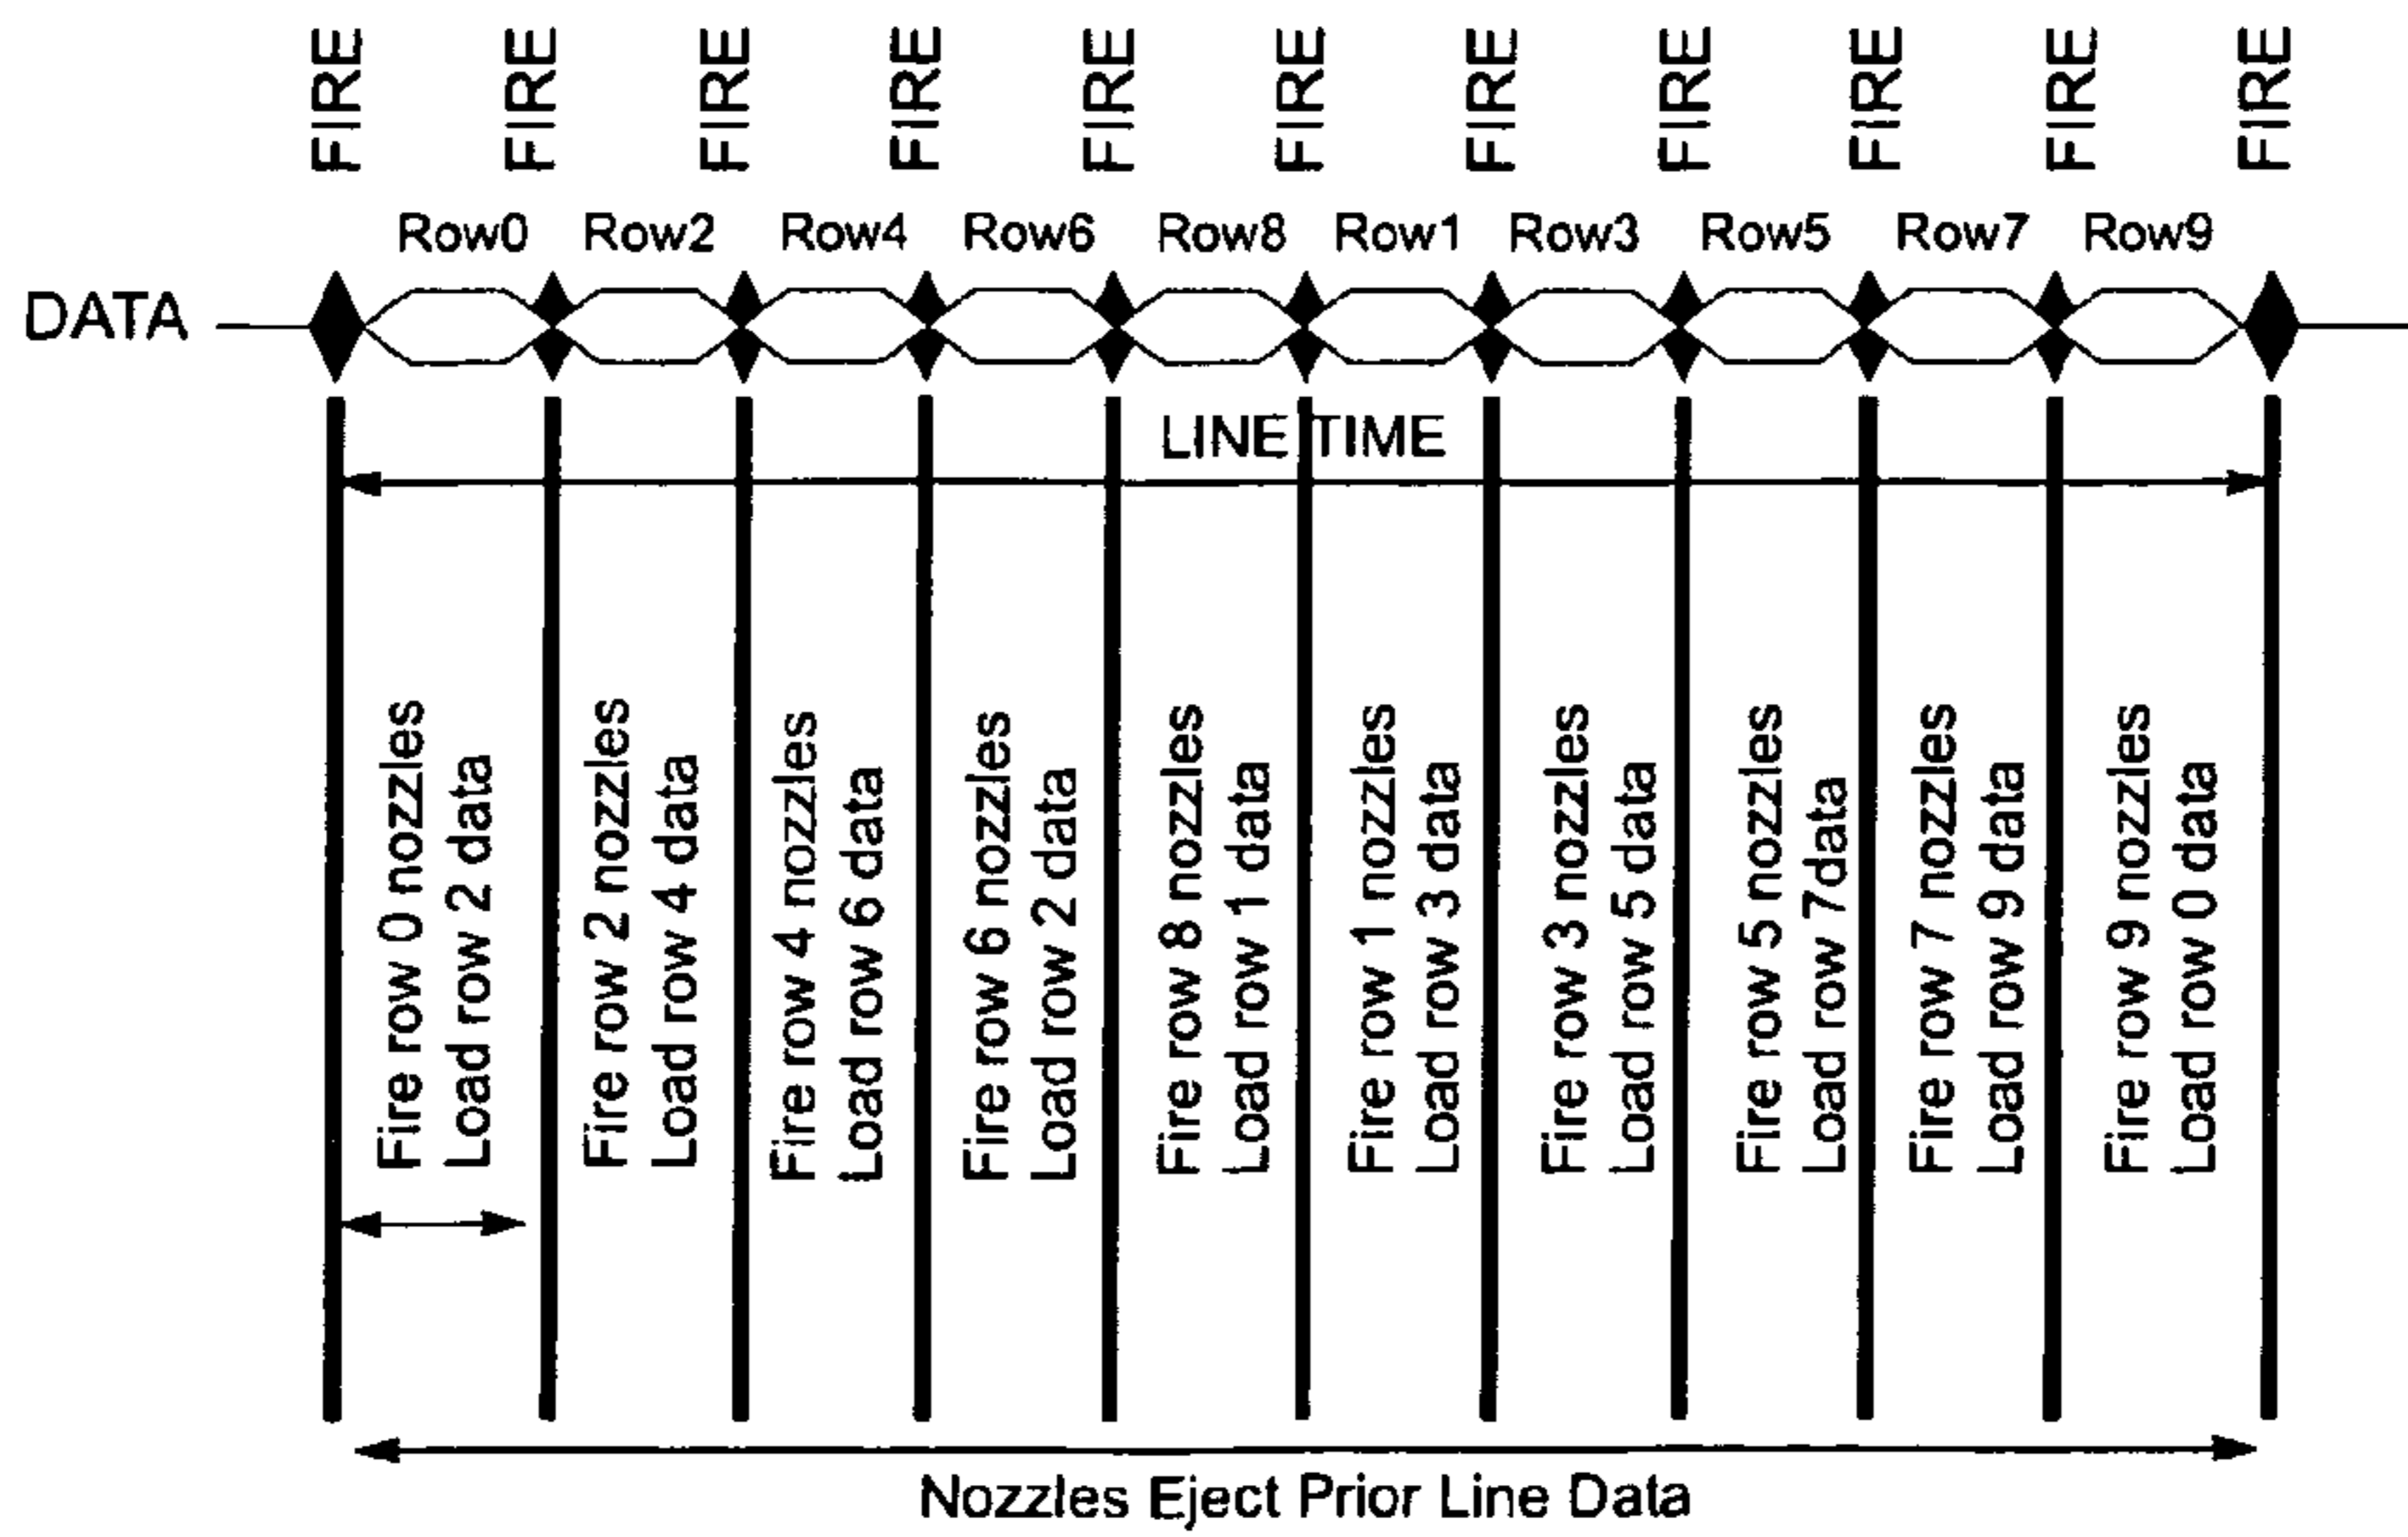 FIRE FIRE FIRE FIRE FIRE FIRE FIRE FIRE FIRE FIRE FIRE
Row0 Row2 Row4 Row6 Row8 Row1 Row3 Row5 Row7 Row9
DATA
LINE TIME
Fire row 0 nozzles
Load row 2 data
Fire row 2 nozzles
Load row 4 data
Fire row 4 nozzles
Load row 6 data
Fire row 6 nozzles
Load row 2 data
Fire row 8 nozzles
Load row 1 data
Fire row 1 nozzles
Load row 3 data
Fire row 3 nozzles
Load row 5 data
Fire row 5 nozzles
Load row 7data
Fire row 7 nozzles
Load row 9 data
Fire row 9 nozzles
Load row 0 data
Nozzles Eject Prior Line Data